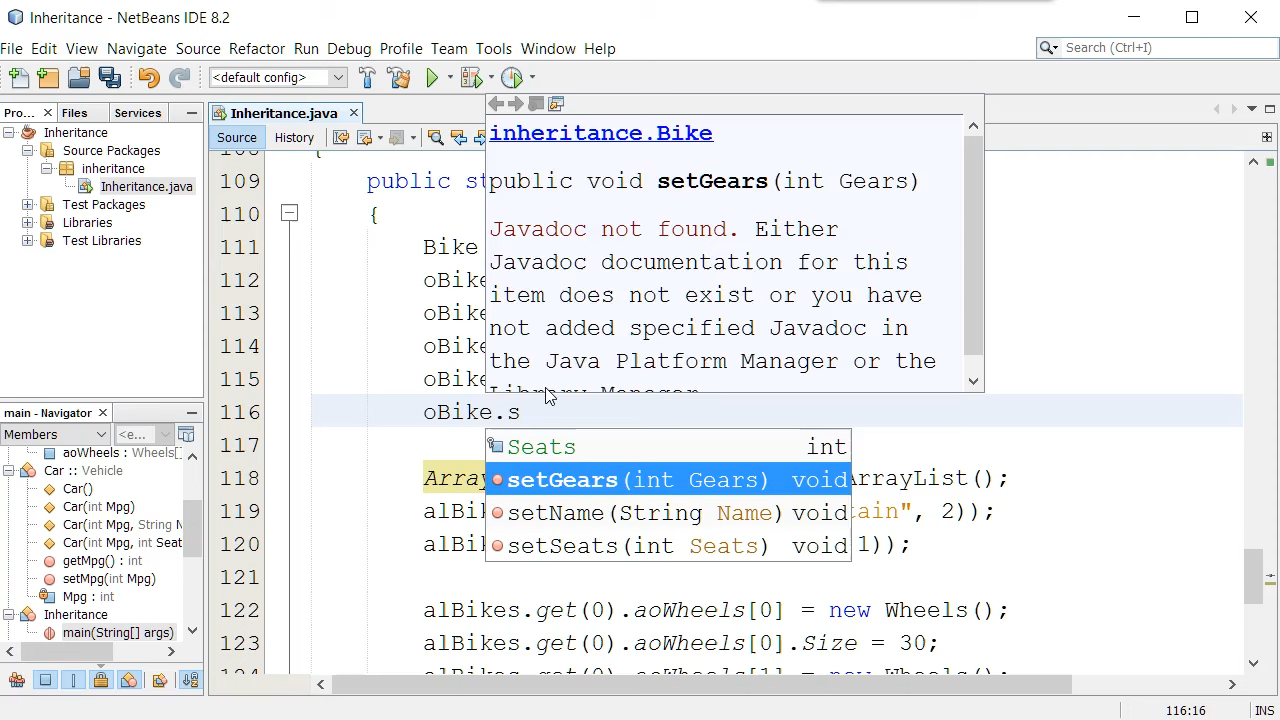 Inheritance - NetBeans IDE 8.2
File Edit View Navigate Source Refactor Run Debug Profile Team Tools Window Help
Search (Ctrl+I)
<default config>
Pro... Files Services
Inheritance
Source Packages
inheritance
Inheritance.java
Test Packages
Libraries
Test Libraries
main - Navigator
Members
<e...
aoWheels : Wheels[]
Car :: Vehicle
Car()
Car(int Mpg)
Car(int Mpg, String N
Car(int Mpg, int Seat
getMpg() : int
setMpg(int Mpg)
Mpg : int
Inheritance
main(String[] args)
Inheritance.java
Source History
109 public st
110 {
111 Bike
112 oBike
113 oBike
114 oBike
115 oBike
116 oBike.s
117
118 Array ArrayList();
119 alBik tain", 2));
120 alBik 1));
121
122 alBikes.get(0).aoWheels[0] = new Wheels();
123 alBikes.get(0).aoWheels[0].Size = 30;
inheritance.Bike
public void setGears(int Gears)
Javadoc not found. Either
Javadoc documentation for this
item does not exist or you have
not added specified Javadoc in
the Java Platform Manager or the
Library Manager
Seats int
setGears(int Gears) void
setName(String Name) void
setSeats(int Seats) void
116:16 INS